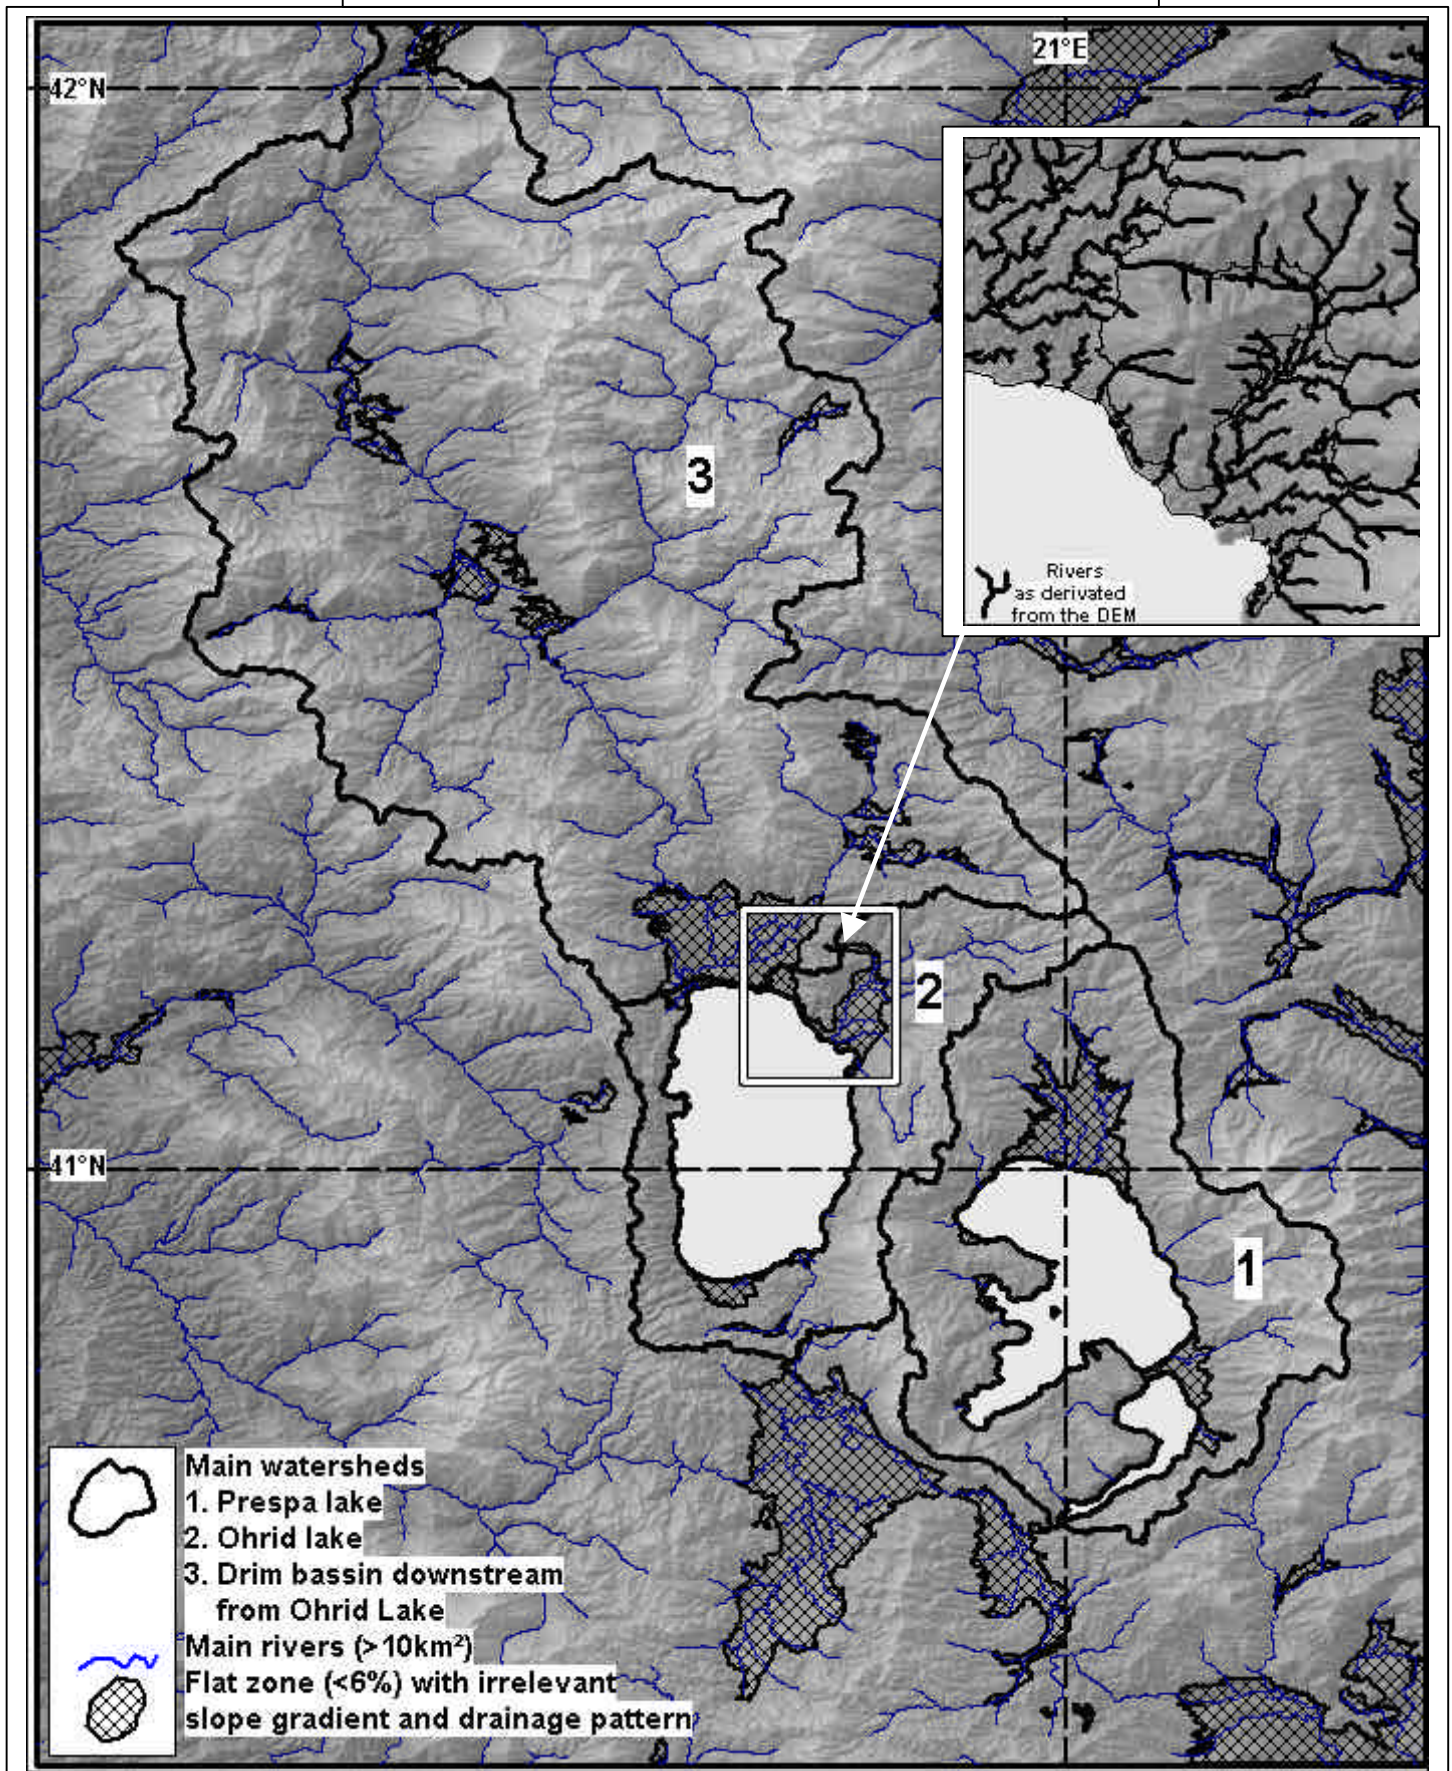 21°E
42°N
Rivers
as derivated
from the DEM
3
2
41°N
1
Main watersheds
1. Prespa lake
2. Ohrid lake
3. Drim bassin downstream
from Ohrid Lake
Main rivers (>10km²)
Flat zone (<6%) with irrelevant
slope gradient and drainage pattern